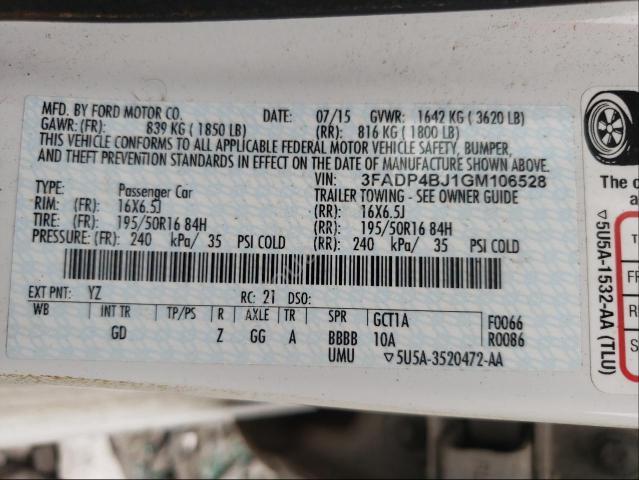 MFD. BY FORD MOTOR CO. DATE: 07/15 GVWR: 1642 KG ( 3620 LB)
GAWR: (FR): 839 KG ( 1850 LB) (RR): 816 KG ( 1800 LB)
THIS VEHICLE CONFORMS TO ALL APPLICABLE FEDERAL MOTOR VEHICLE SAFETY, BUMPER,
AND THEFT PREVENTION STANDARDS IN EFFECT ON THE DATE OF MANUFACTURE SHOWN ABOVE.
VIN: 3FADP4BJ1GM106528
TYPE: Passenger Car TRAILER TOWING - SEE OWNER GUIDE
RIM: (FR): 16X6.5J (RR): 16X6.5J
TIRE: (FR): 195/50R16 84H (RR): 195/50R16 84H
PRESSURE: (FR): 240 kPa/ 35 PSI COLD (RR): 240 kPa/ 35 PSI COLD
EXT PNT: YZ RC: 21 DSO:
WB INT TR TP/PS R AXLE TR SPR GCT1A F0066
GD Z GG A BBBB 10A R0086
UMU 5U5A-3520472-AA
The c
a
5U5A-1532-AA (TLU)
T
F
R
S